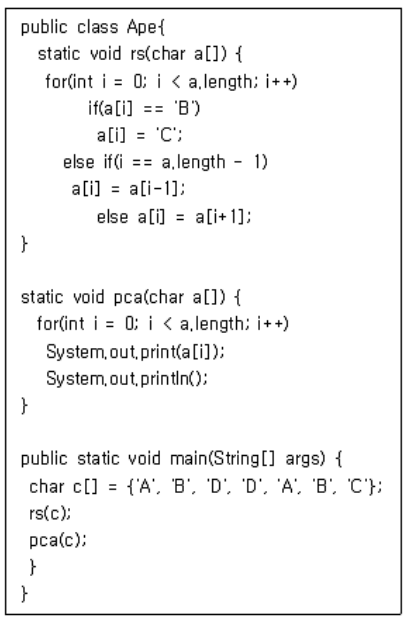 public class Ape{
static void rs(char a[]) {
for(int i = 0; i < a.length; i++)
if(a[i] == 'B')
a[i] = 'C';
else if(i == a.length - 1)
a[i] = a[i-1];
else a[i] = a[i+1];
}
static void pca(char a[]) {
for(int i = 0; i < a.length; i++)
System.out.print(a[i]);
System.out.println();
}
public static void main(String[] args) {
char c[] = {'A', 'B', 'D', 'D', 'A', 'B', 'C'};
rs(c);
pca(c);
}
}